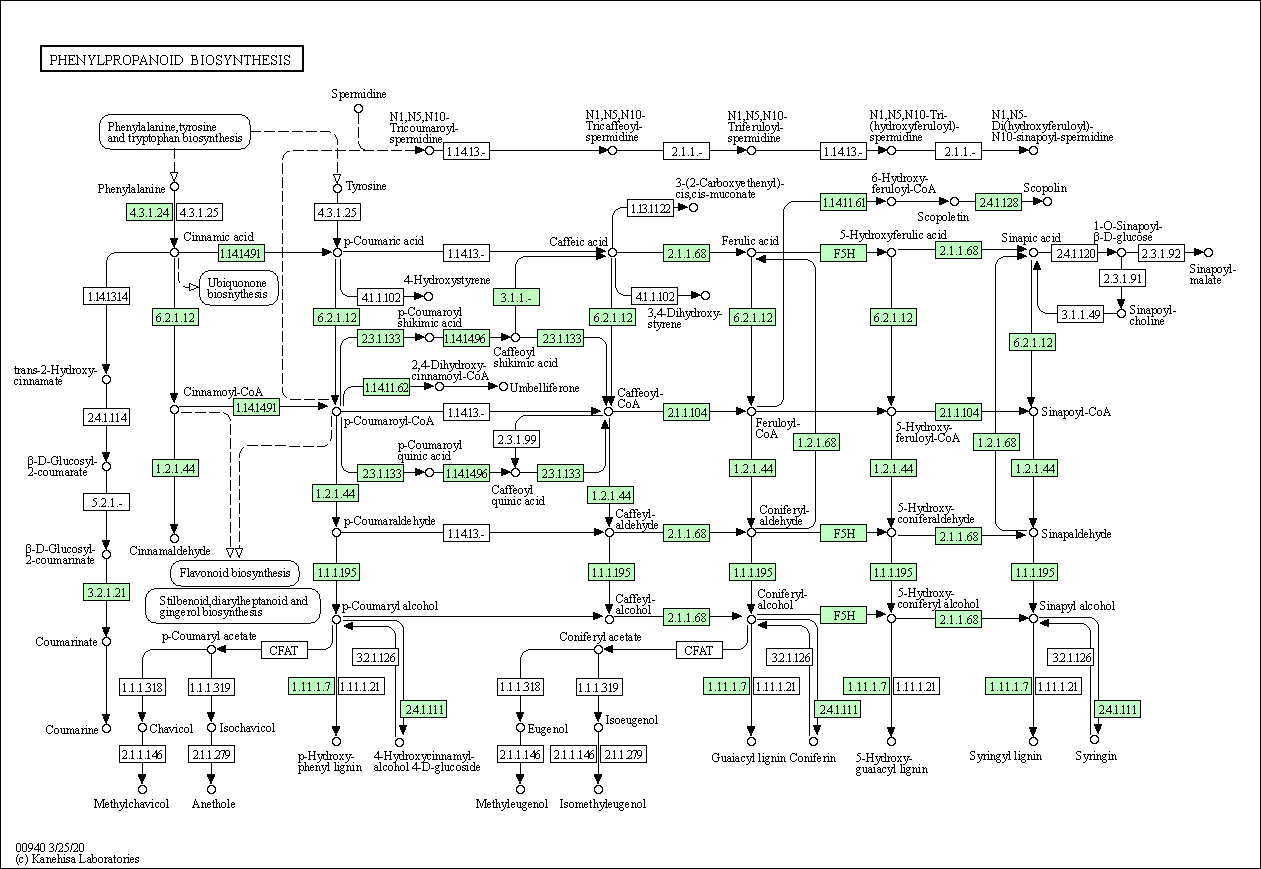 PHENYLPROPANOID BIOSYNTHESIS
Spermidine
N1,N5,N10-
Tricoumaroyl-
spermidine
N1,N5,N10-
Tricaffeoyl-
spermidine
N1,N5,N10-
Triferuloyl-
spermidine
N1,N5,N10-Tri-
(hydroxyferuloyl)-
spermidine
N1,N5-
Di(hydroxyferuloyl)-
N10-sinapoyl-spermidine
Phenylalanine,tyrosine
and tryptophan biosynthesis
1.14.13.-
2.1.1.-
1.14.13.-
2.1.1.-
Phenylalanine
Tyrosine
3-(2-Carboxyethenyl)-
cis,cis-muconate
6-Hydroxy-
feruloyl-CoA
Scopolin
4.3.1.24
4.3.1.25
4.3.1.25
1.13.11.22
1.14.11.61
2.4.1.128
Scopoletin
Cinnamic acid
p-Coumaric acid
Caffeic acid
Ferulic acid
5-Hydroxyferulic acid
Sinapic acid
1-O-Sinapoyl-
β-D-glucose
1.14.14.91
1.14.13.-
2.1.1.68
F5H
2.1.1.68
2.4.1.120
2.3.1.92
Sinapoyl-
malate
Ubiquonone
biosnythesis
4-Hydroxystyrene
2.3.1.91
1.14.13.14
4.1.1.102
3.1.1.-
4.1.1.102
3,4-Dihydroxy-
styrene
3.1.1.49
Sinapoyl-
choline
6.2.1.12
6.2.1.12
p-Coumaroyl
shikimic acid
6.2.1.12
6.2.1.12
6.2.1.12
6.2.1.12
2.3.1.133
1.14.14.96
2.3.1.133
Caffeoyl
shikimic acid
trans-2-Hydroxy-
cinnamate
2,4-Dihydroxy-
cinnamoyl-CoA
1.14.11.62
Umbelliferone
Cinnamoyl-CoA
1.14.14.91
p-Coumaroyl-CoA
1.14.13.-
Caffeoyl-
CoA
2.1.1.104
Feruloyl-
CoA
5-Hydroxy-
feruloyl-CoA
2.1.1.104
Sinapoyl-CoA
2.4.1.114
2.3.1.99
1.2.1.68
1.2.1.68
β-D-Glucosyl-
2-coumarate
1.2.1.44
p-Coumaroyl
quinic acid
2.3.1.133
1.14.14.96
2.3.1.133
Caffeoyl
quinic acid
1.2.1.44
1.2.1.44
1.2.1.44
1.2.1.44
1.2.1.44
5.2.1.-
Cinnamaldehyde
p-Coumaraldehyde
1.14.13.-
Caffeyl-
aldehyde
2.1.1.68
Coniferyl-
aldehyde
F5H
5-Hydroxy-
coniferaldehyde
2.1.1.68
Sinapaldehyde
β-D-Glucosyl-
2-coumarinate
Flavonoid biosynthesis
1.1.1.195
1.1.1.195
1.1.1.195
1.1.1.195
1.1.1.195
3.2.1.21
Stilbenoid,diarylheptanoid and
gingerol biosynthesis
p-Coumaryl alcohol
Caffeyl-
alcohol
2.1.1.68
Coniferyl-
alcohol
F5H
5-Hydroxy-
coniferyl alcohol
2.1.1.68
Sinapyl alcohol
Coumarinate
p-Coumaryl acetate
CFAT
3.2.1.126
Coniferyl acetate
CFAT
3.2.1.126
3.2.1.126
1.1.1.318
1.1.1.319
1.11.1.7
1.11.1.21
2.4.1.111
1.1.1.318
1.1.1.319
1.11.1.7
1.11.1.21
2.4.1.111
1.11.1.7
1.11.1.21
1.11.1.7
1.11.1.21
2.4.1.111
Coumarine
Chavicol
Isochavicol
Eugenol
Isoeugenol
2.1.1.146
2.1.1.279
2.1.1.146
2.1.1.146
2.1.1.279
p-Hydroxy-
phenyl lignin
4-Hydroxycinnamyl-
alcohol 4-D-glucoside
Guaiacyl lignin
Coniferin
5-Hydroxy-
guaiacyl lignin
Syringyl lignin
Syringin
Methylchavicol
Anethole
Methyleugenol
Isomethyleugenol
00940 3/25/20
(c) Kanehisa Laboratories